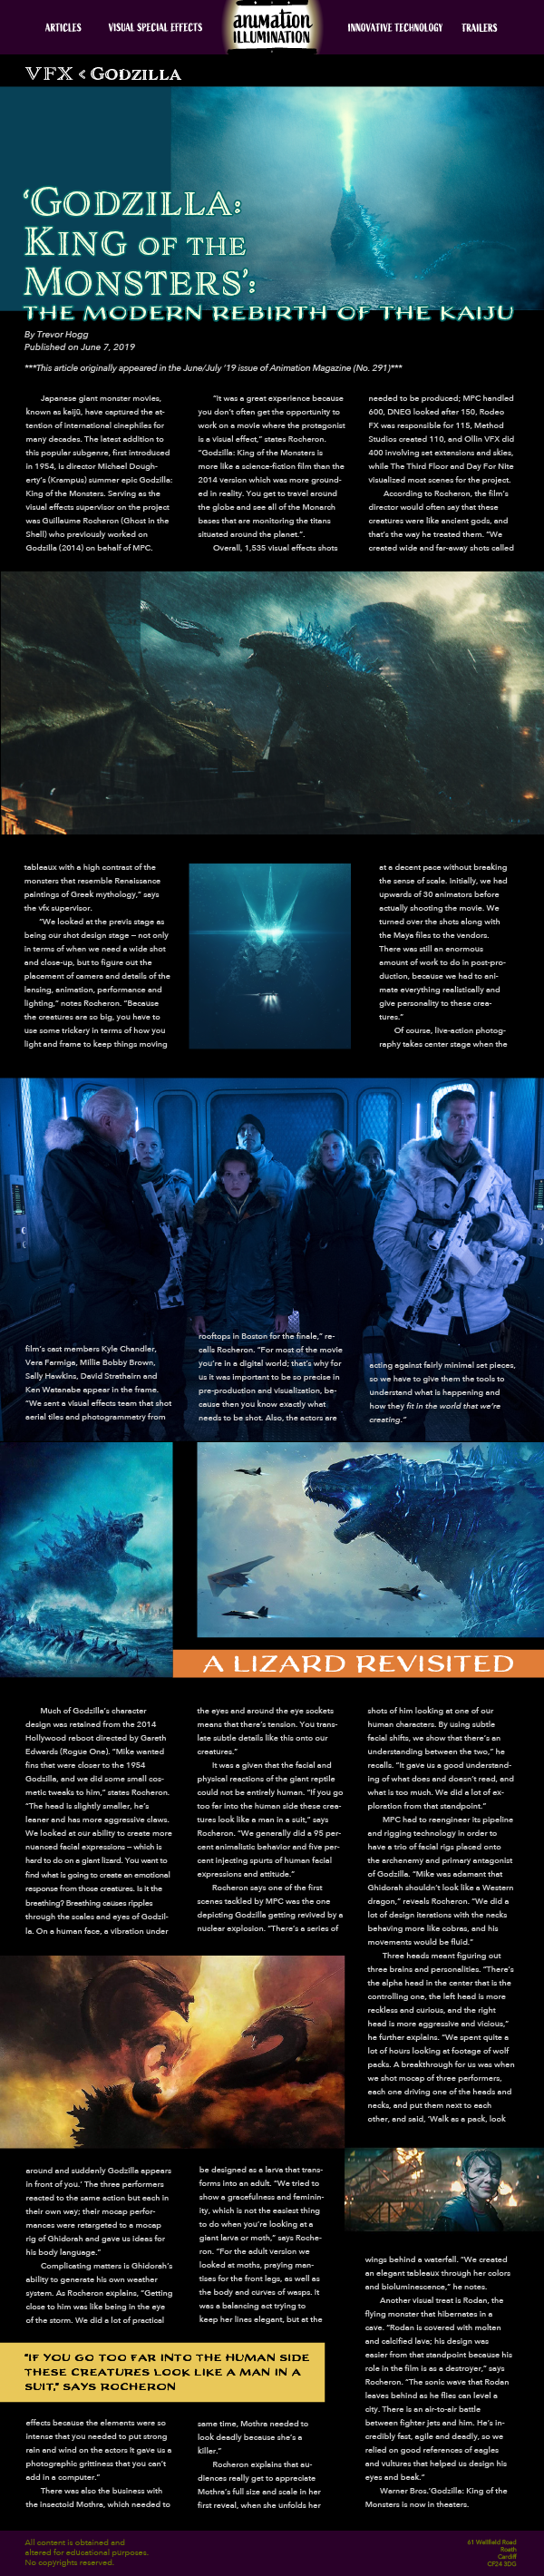 ARTICLES
VISUAL SPECIAL EFFECTS
animation
ILLUMINATION
INNOVATIVE TECHNOLOGY
TRAILERS
VFX < Godzilla
‘Godzilla:
King of the
Monsters’:
THE MODERN REBIRTH OF THE KAIJU
By Trevor Hogg
Published on June 7, 2019
***This article originally appeared in the June/July ’19 issue of Animation Magazine (No. 291)***
Japanese giant monster movies,
known as kaijū, have captured the at-
tention of international cinephiles for
many decades. The latest addition to
this popular subgenre, first introduced
in 1954, is director Michael Dough-
erty’s (Krampus) summer epic Godzilla:
King of the Monsters. Serving as the
visual effects supervisor on the project
was Guillaume Rocheron (Ghost in the
Shell) who previously worked on
Godzilla (2014) on behalf of MPC.
“It was a great experience because
you don’t often get the opportunity to
work on a movie where the protagonist
is a visual effect,” states Rocheron.
“Godzilla: King of the Monsters is
more like a science-fiction film than the
2014 version which was more ground-
ed in reality. You get to travel around
the globe and see all of the Monarch
bases that are monitoring the titans
situated around the planet.”.
Overall, 1,535 visual effects shots
needed to be produced; MPC handled
600, DNEG looked after 150, Rodeo
FX was responsible for 115, Method
Studios created 110, and Ollin VFX did
400 involving set extensions and skies,
while The Third Floor and Day For Nite
visualized most scenes for the project.
According to Rocheron, the film’s
director would often say that these
creatures were like ancient gods, and
that’s the way he treated them. “We
created wide and far-away shots called
tableaux with a high contrast of the
monsters that resemble Renaissance
paintings of Greek mythology,” says
the vfx supervisor.
“We looked at the previs stage as
being our shot design stage – not only
in terms of when we need a wide shot
and close-up, but to figure out the
placement of camera and details of the
lensing, animation, performance and
lighting,” notes Rocheron. “Because
the creatures are so big, you have to
use some trickery in terms of how you
light and frame to keep things moving
at a decent pace without breaking
the sense of scale. Initially, we had
upwards of 30 animators before
actually shooting the movie. We
turned over the shots along with
the Maya files to the vendors.
There was still an enormous
amount of work to do in post-pro-
duction, because we had to ani-
mate everything realistically and
give personality to these crea-
tures.”
Of course, live-action photog-
raphy takes center stage when the
film’s cast members Kyle Chandler,
Vera Farmiga, Millie Bobby Brown,
Sally Hawkins, David Strathairn and
Ken Watanabe appear in the frame.
“We sent a visual effects team that shot
aerial tiles and photogrammetry from
rooftops in Boston for the finale,” re-
calls Rocheron. “For most of the movie
you’re in a digital world; that’s why for
us it was important to be so precise in
pre-production and visualization, be-
cause then you know exactly what
needs to be shot. Also, the actors are
acting against fairly minimal set pieces,
so we have to give them the tools to
understand what is happening and
how they fit in the world that we’re
creating.”
A LIZARD REVISITED
Much of Godzilla’s character
design was retained from the 2014
Hollywood reboot directed by Gareth
Edwards (Rogue One). “Mike wanted
fins that were closer to the 1954
Godzilla, and we did some small cos-
metic tweaks to him,” states Rocheron.
“The head is slightly smaller, he’s
leaner and has more aggressive claws.
We looked at our ability to create more
nuanced facial expressions – which is
hard to do on a giant lizard. You want to
find what is going to create an emotional
response from those creatures. Is it the
breathing? Breathing causes ripples
through the scales and eyes of Godzil-
la. On a human face, a vibration under
the eyes and around the eye sockets
means that there’s tension. You trans-
late subtle details like this onto our
creatures.”
It was a given that the facial and
physical reactions of the giant reptile
could not be entirely human. “If you go
too far into the human side these crea-
tures look like a man in a suit,” says
Rocheron. “We generally did a 95 per-
cent animalistic behavior and five per-
cent injecting spurts of human facial
expressions and attitude.”
Rocheron says one of the first
scenes tackled by MPC was the one
depicting Godzilla getting revived by a
nuclear explosion. “There’s a series of
shots of him looking at one of our
human characters. By using subtle
facial shifts, we show that there’s an
understanding between the two,” he
recalls. “It gave us a good understand-
ing of what does and doesn’t read, and
what is too much. We did a lot of ex-
ploration from that standpoint.”
MPC had to reengineer its pipeline
and rigging technology in order to
have a trio of facial rigs placed onto
the archenemy and primary antagonist
of Godzilla. “Mike was adamant that
Ghidorah shouldn’t look like a Western
dragon,” reveals Rocheron. “We did a
lot of design iterations with the necks
behaving more like cobras, and his
movements would be fluid.”
Three heads meant figuring out
three brains and personalities. “There’s
the alpha head in the center that is the
controlling one, the left head is more
reckless and curious, and the right
head is more aggressive and vicious,”
he further explains. “We spent quite a
lot of hours looking at footage of wolf
packs. A breakthrough for us was when
we shot mocap of three performers,
each one driving one of the heads and
necks, and put them next to each
other, and said, ‘Walk as a pack, look
around and suddenly Godzilla appears
in front of you.’ The three performers
reacted to the same action but each in
their own way; their mocap perfor-
mances were retargeted to a mocap
rig of Ghidorah and gave us ideas for
his body language.”
Complicating matters is Ghidorah’s
ability to generate his own weather
system. As Rocheron explains, “Getting
close to him was like being in the eye
of the storm. We did a lot of practical
“IF YOU GO TOO FAR INTO THE HUMAN SIDE
THESE CREATURES LOOK LIKE A MAN IN A
SUIT,” SAYS ROCHERON
effects because the elements were so
intense that you needed to put strong
rain and wind on the actors it gave us a
photographic grittiness that you can’t
add in a computer.”
There was also the business with
the insectoid Mothra, which needed to
be designed as a larva that trans-
forms into an adult. “We tried to
show a gracefulness and feminin-
ity, which is not the easiest thing
to do when you’re looking at a
giant larva or moth,” says Roche-
ron. “For the adult version we
looked at moths, praying man-
tises for the front legs, as well as
the body and curves of wasps. It
was a balancing act trying to
keep her lines elegant, but at the
same time, Mothra needed to
look deadly because she’s a
killer.”
Rocheron explains that au-
diences really get to appreciate
Mothra’s full size and scale in her
first reveal, when she unfolds her
wings behind a waterfall. “We created
an elegant tableaux through her colors
and bioluminescence,” he notes.
Another visual treat is Rodan, the
flying monster that hibernates in a
cave. “Rodan is covered with molten
and calcified lava; his design was
easier from that standpoint because his
role in the film is as a destroyer,” says
Rocheron. “The sonic wave that Rodan
leaves behind as he flies can level a
city. There is an air-to-air battle
between fighter jets and him. He’s in-
credibly fast, agile and deadly, so we
relied on good references of eagles
and vultures that helped us design his
eyes and beak.”
Warner Bros.’Godzilla: King of the
Monsters is now in theaters.
All content is obtained and
altered for educational purposes.
No copyrights reserved.
61 Wellfield Road
Roath
Cardiff
CF24 3DG